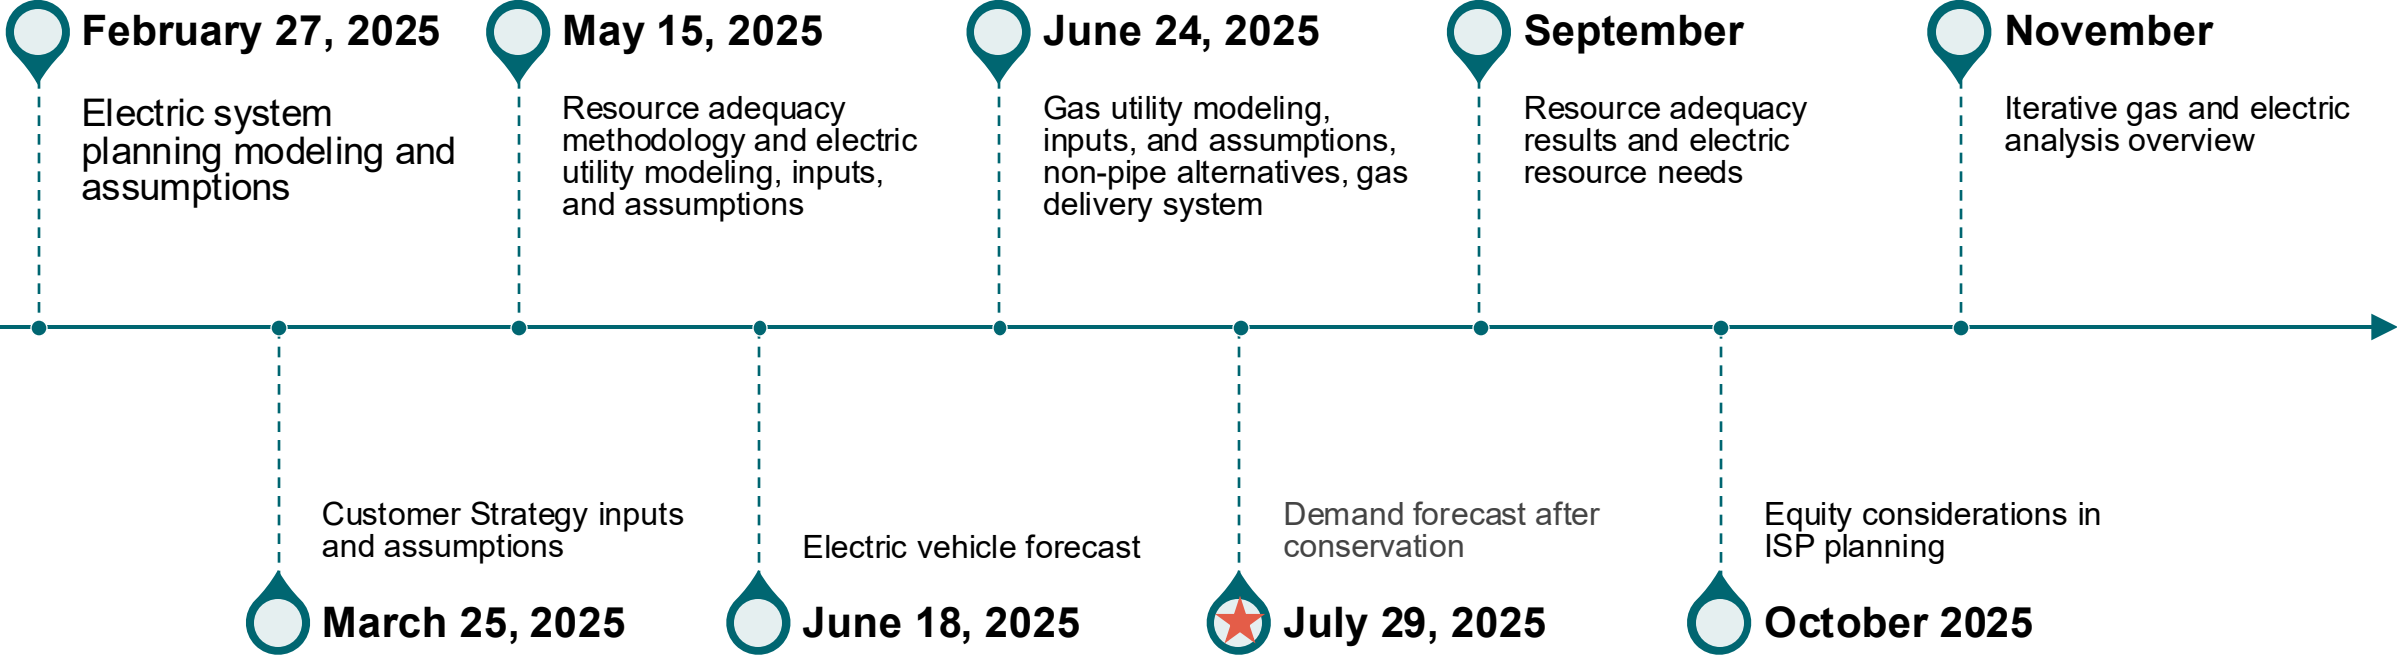 February 27, 2025
Electric system
planning modeling and
assumptions
May 15, 2025
Resource adequacy
methodology and electric
utility modeling, inputs,
and assumptions
June 24, 2025
Gas utility modeling,
inputs, and assumptions,
non-pipe alternatives, gas
delivery system
September
Resource adequacy
results and electric
resource needs
November
Iterative gas and electric
analysis overview
Customer Strategy inputs
and assumptions
March 25, 2025
Electric vehicle forecast
June 18, 2025
Demand forecast after
conservation
July 29, 2025
Equity considerations in
ISP planning
October 2025